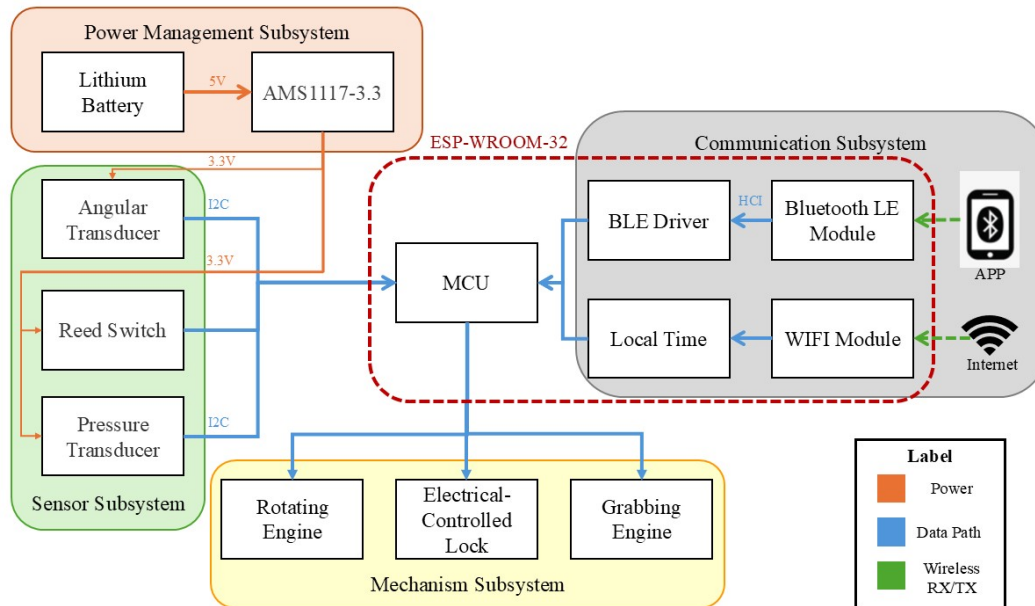 Power Management Subsystem
Lithium
Battery
5V
AMS1117-3.3
ESP-WROOM-32
Communication Subsystem
3.3V
Angular
Transducer
I2C
BLE Driver
HCI
Bluetooth LE
Module
APP
3.3V
MCU
Reed Switch
Local Time
WIFI Module
Internet
Pressure
Transducer
I2C
Sensor Subsystem
Rotating
Engine
Electrical-
Controlled
Lock
Grabbing
Engine
Mechanism Subsystem
Label
Power
Data Path
Wireless
RX/TX